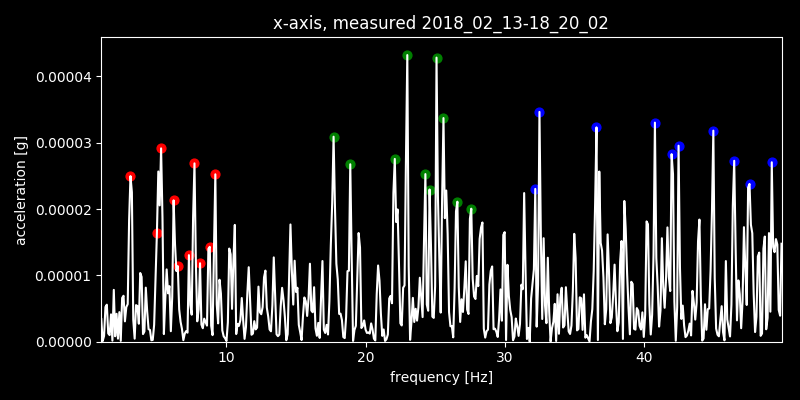 x-axis, measured 2018_02_13-18_20_02
0.00004
0.00003
0.00002
0.00001
0.00000
acceleration [g]
10 20 30 40
frequency [Hz]